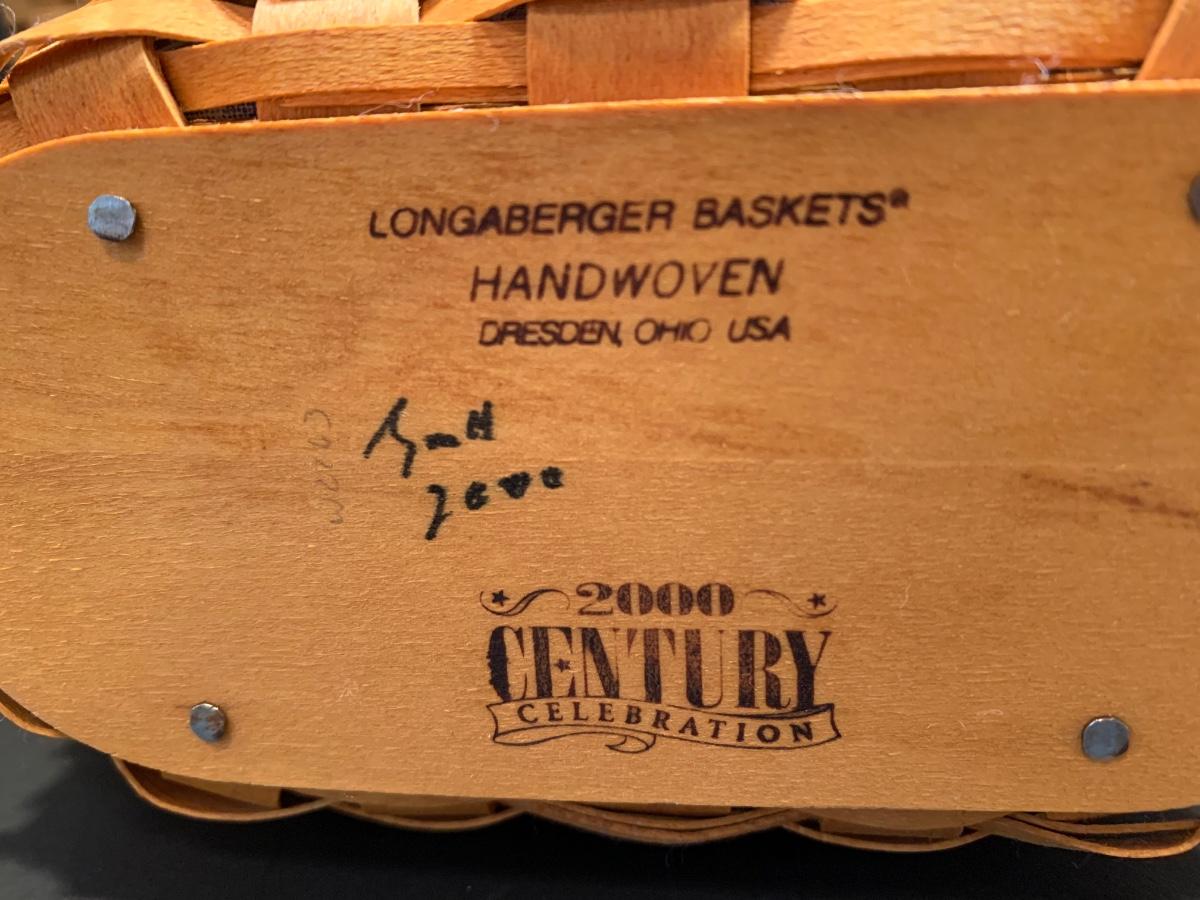 LONGABERGER BASKETS®
HANDWOVEN
DRESDEN, OHIO USA
2000
2000
CENTURY
CELEBRATION